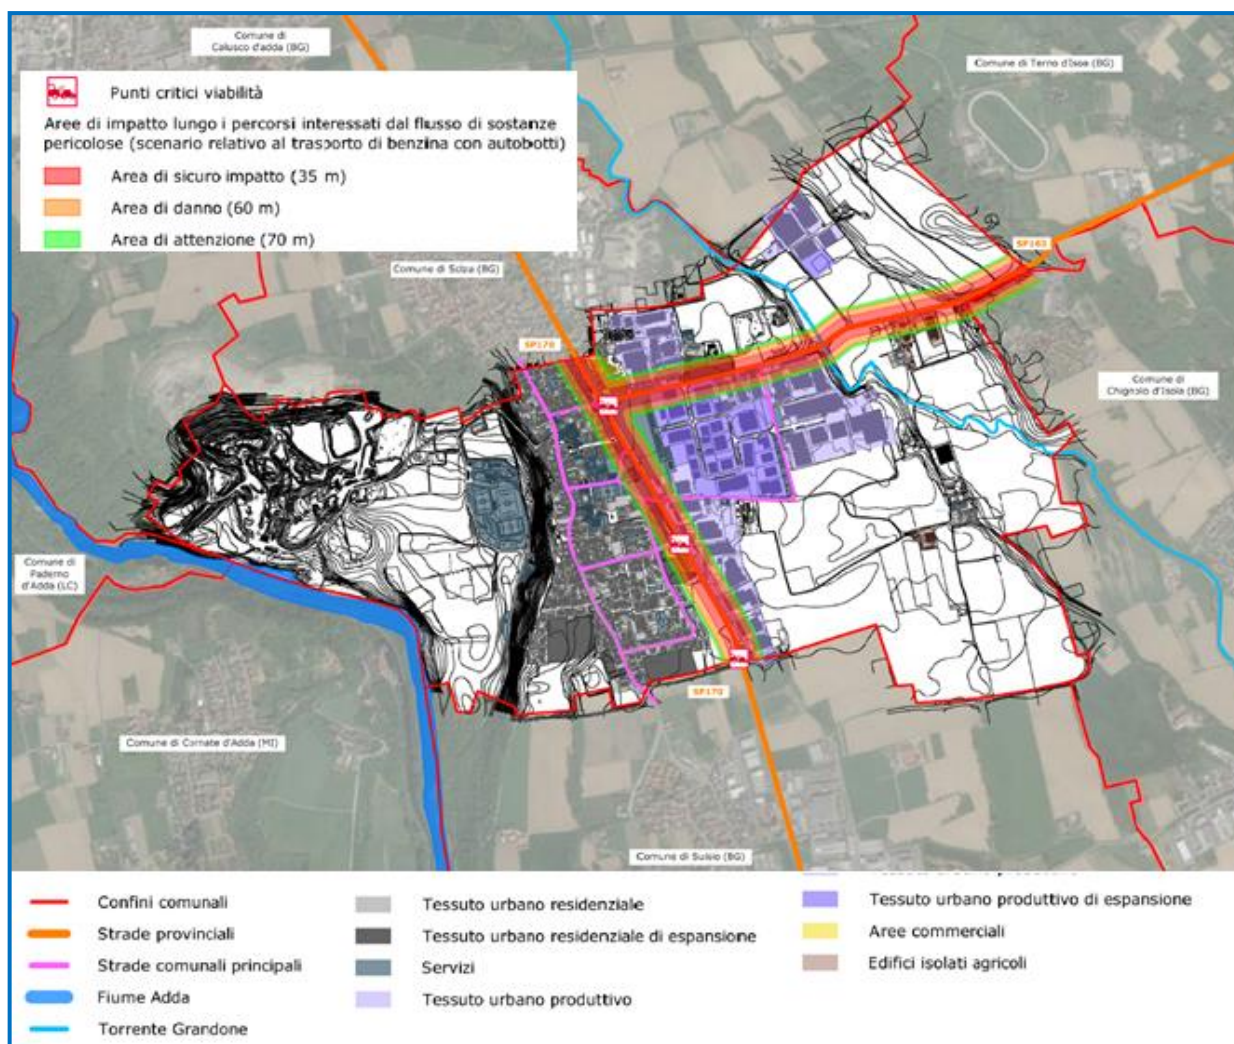 Comune di
Calusco d'adda (BG)
Comune di Terno d'Isoa (BG)
Punti critici viabilità
Aree di impatto lungo i percorsi interessati dal flusso di sostanze
pericolose (scenario relativo al trasporto di benzina con autobotti)
Area di sicuro impatto (35 m)
Area di danno (60 m)
Area di attenzione (70 m)
Comune di Solza (BG)
SP170
Comune di
Chignolo d'Isola (BG)
Comune di
Paderno
d'Adda (LC)
SP170
Comune di Cornate d'Adda (MI)
Comune di Suisio (BG)
Confini comunali
Strade provinciali
Strade comunali principali
Fiume Adda
Torrente Grandone
Tessuto urbano residenziale
Tessuto urbano residenziale di espansione
Servizi
Tessuto urbano produttivo
Tessuto urbano produttivo di espansione
Aree commerciali
Edifici isolati agricoli